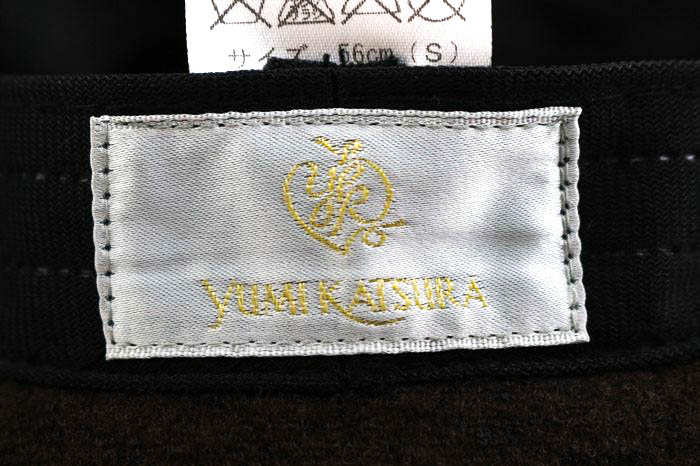 サイズ 56cm (S)
YUMI KATSURA